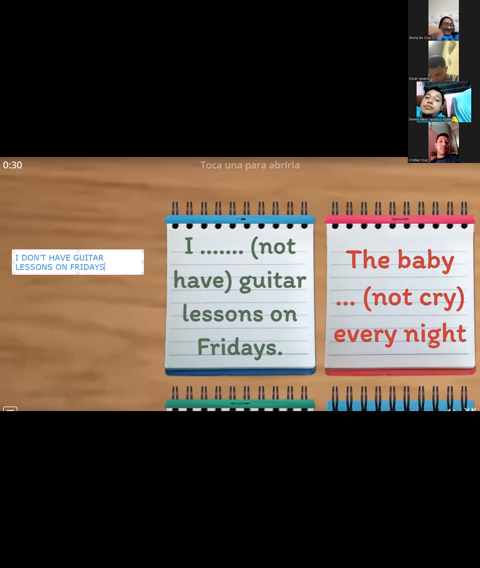 0:30
Toca una para abrirla
I DON'T HAVE GUITAR
LESSONS ON FRIDAYS
I ....... (not
have) guitar
lessons on
Fridays.
The baby
... (not cry)
every night